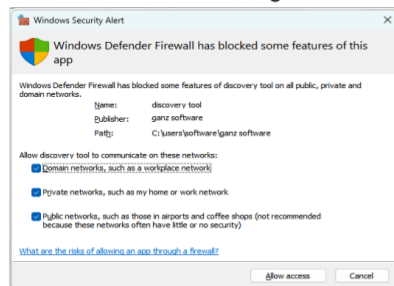 Windows Security Alert
Windows Defender Firewall has blocked some features of this
app
Windows Defender Firewall has blocked some features of discovery tool on all public, private and
domain networks.
Name: discovery tool
Publisher: ganz software
Path: C:\users\software\ganz software
Allow discovery tool to communicate on these networks:
Domain networks, such as a workplace network
Private networks, such as my home or work network
Public networks, such as those in airports and coffee shops (not recommended
because these networks often have little or no security)
What are the risks of allowing an app through a firewall?
Allow access Cancel